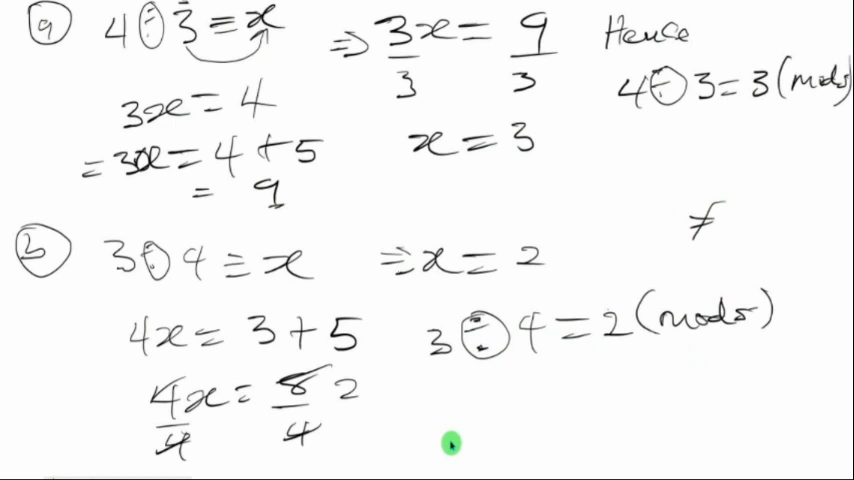 (a) 4 ÷ 3 ≡ x ⇒ 3x/3 = 9/3 Hence
3x = 4 4 ÷ 3 = 3 (mod5)
= 3x = 4 + 5 x = 3
= 9
≠
(b) 3 ÷ 4 ≡ x ⇒ x = 2
4x = 3 + 5 3 ÷ 4 = 2 (mod5)
4x/4 = 8/4 2